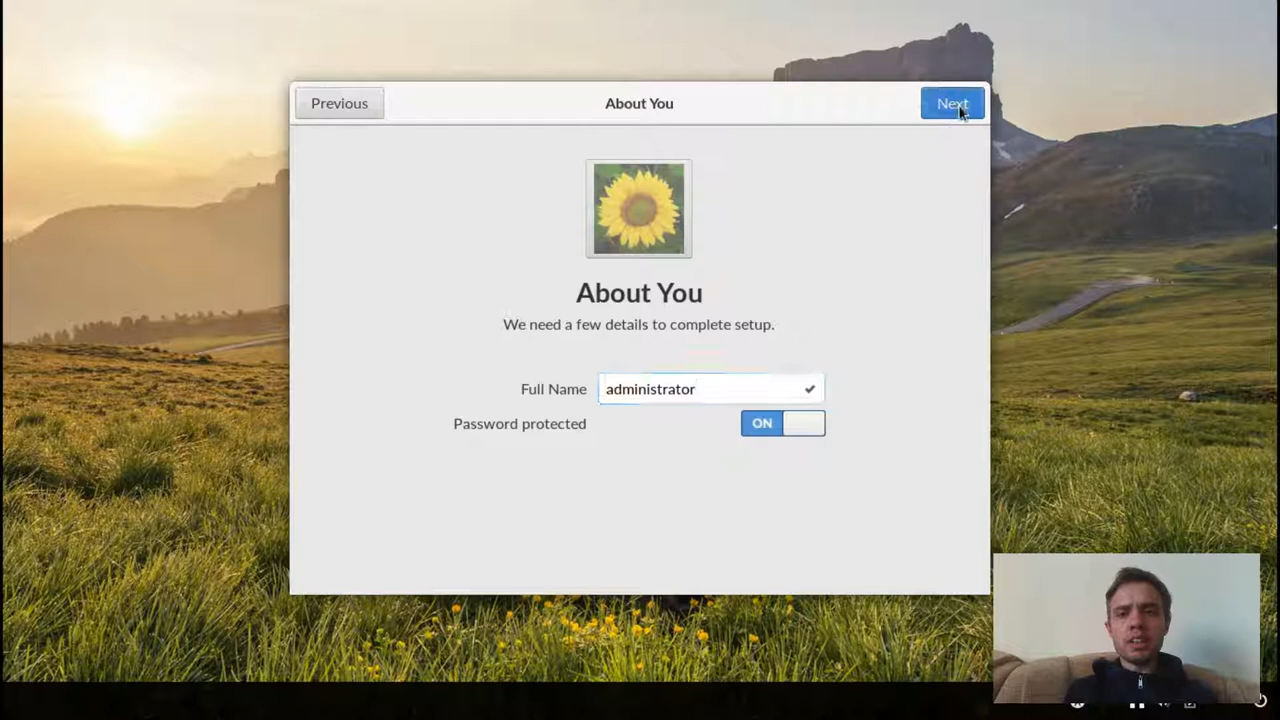 Previous
About You
Next
About You
We need a few details to complete setup.
Full Name
administrator
Password protected
ON